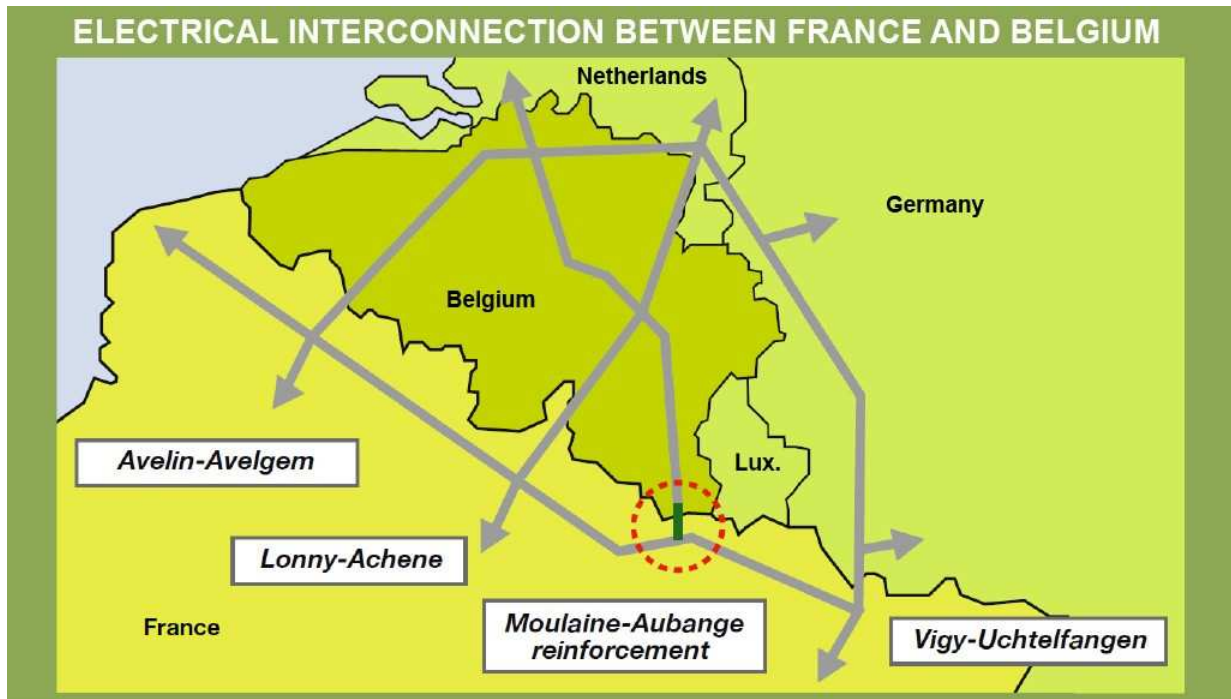 ELECTRICAL INTERCONNECTION BETWEEN FRANCE AND BELGIUM
Netherlands
Germany
Belgium
Avelin-Avelgem
Lux.
Lonny-Achene
France
Moulaine-Aubange
reinforcement
Vigy-Uchtelfangen